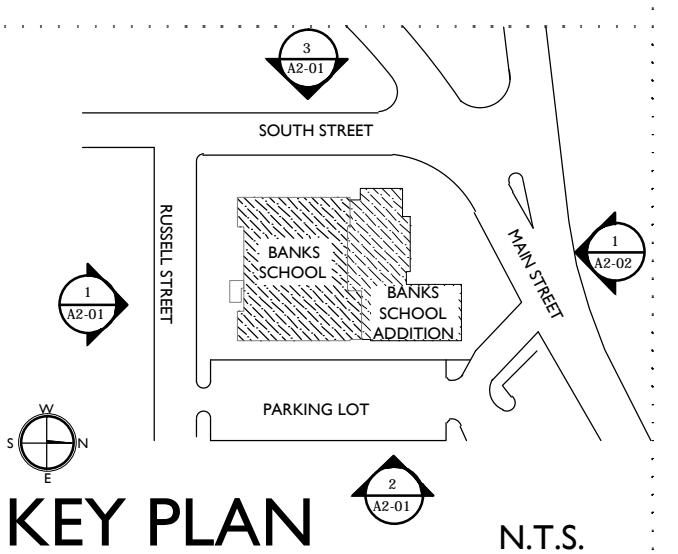 3
A2-01
SOUTH STREET
RUSSELL STREET
BANKS
SCHOOL
MAIN STREET
1
A2-02
1
A2-01
BANKS
SCHOOL
ADDITION
PARKING LOT
W
S
N
E
2
A2-01
KEY PLAN
N.T.S.